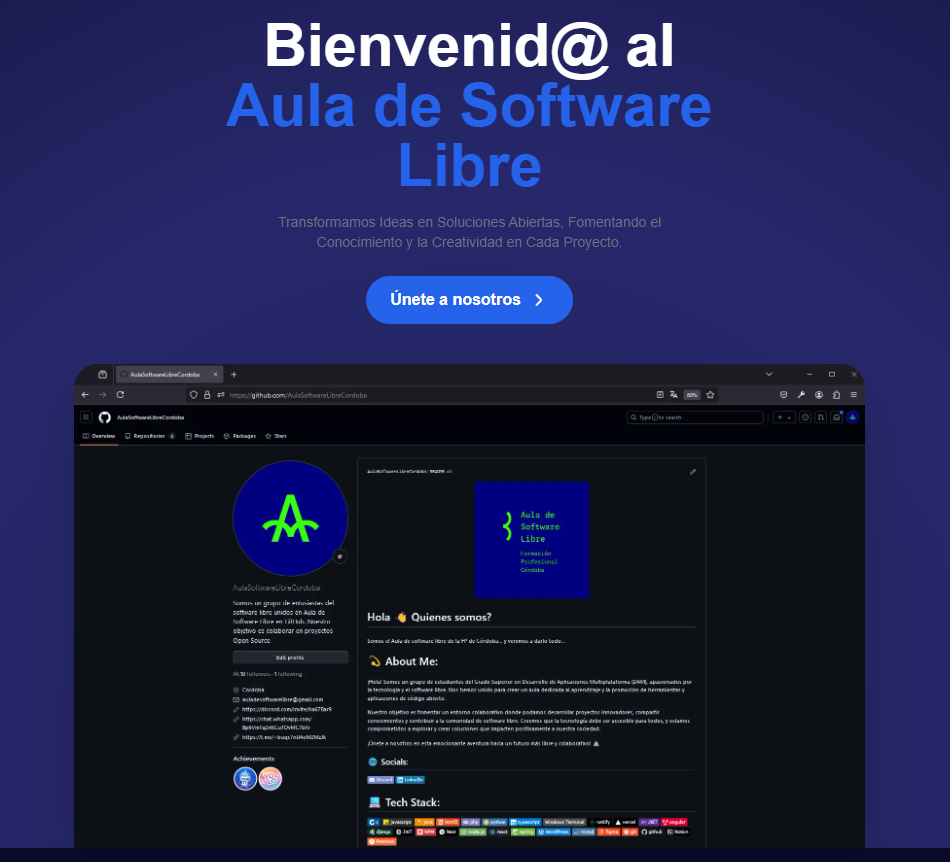 Bienvenid@ al
Aula de Software
Libre
Transformamos Ideas en Soluciones Abiertas, Fomentando el
Conocimiento y la Creatividad en Cada Proyecto.
Únete a nosotros
AulaSoftwareLibreCordoba
https://github.com/AulaSoftwareLibreCordoba
80%
AulaSoftwareLibreCordoba
Type / to search
Overview
Repositories
Projects
Packages
Stars
AulaSoftwareLibreCordoba / README.md
Aula de
Software
Libre
Formación
Profesional
Córdoba
AulaSoftwareLibreCordoba
Somos un grupo de entusiastas del
software libre unidos en Aula de
Software Libre en GitHub. Nuestro
objetivo es colaborar en proyectos
Open Source
Edit profile
10 followers · 1 following
Cordoba
auladesoftwarelibre@gmail.com
https://discord.com/invite/
https://chat.whatsapp.com/
Achievements
Hola 👋 Quienes somos?
Somos el Aula de software libre de la FP de Córdoba... y venimos a darlo todo...
💫 About Me:
¡Hola! Somos un grupo de estudiantes del Grado Superior en Desarrollo de Aplicaciones Multiplataforma (DAM), apasionados por
la tecnología y el software libre. Nos hemos unido para crear un aula dedicada al aprendizaje y la promoción de herramientas y
aplicaciones de código abierto.
Nuestro objetivo es fomentar un entorno colaborativo donde podamos desarrollar proyectos innovadores, compartir
conocimientos y contribuir a la comunidad de software libre. Creemos que la tecnología debe ser accesible para todos, y estamos
comprometidos a explorar y crear soluciones que impacten positivamente a nuestra sociedad.
¡Únete a nosotros en esta emocionante aventura hacia un futuro más libre y colaborativo!
🌐 Socials:
Discord LinkedIn
💻 Tech Stack:
C javascript java html5 php python typescript Windows Terminal netlify vercel .NET angular
django JWT NPM Next node.js react spring WordPress mysql figma git github Notion